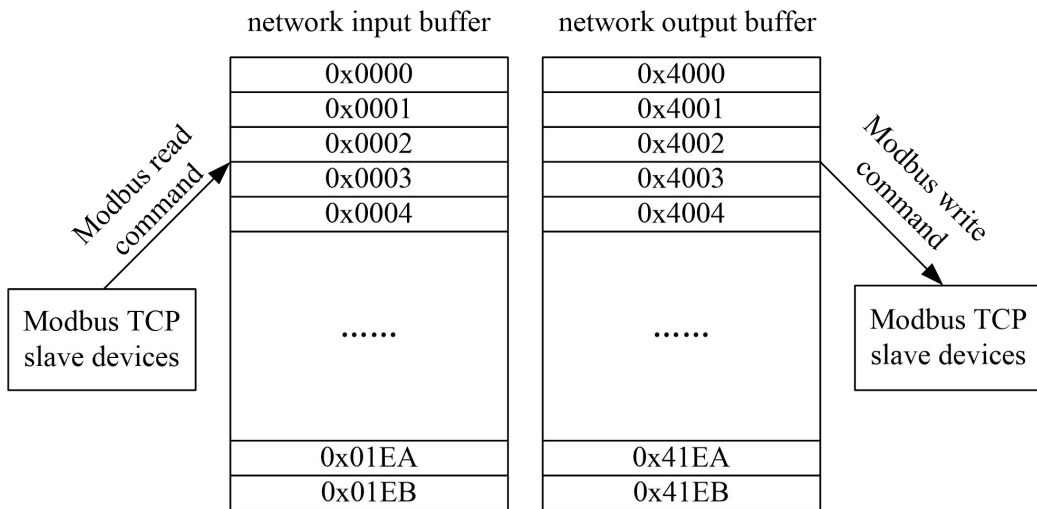 network input buffer
network output buffer
0x0000
0x0001
0x0002
0x0003
0x0004
......
0x01EA
0x01EB
0x4000
0x4001
0x4002
0x4003
0x4004
......
0x41EA
0x41EB
Modbus read
command
Modbus write
command
Modbus TCP
slave devices
Modbus TCP
slave devices